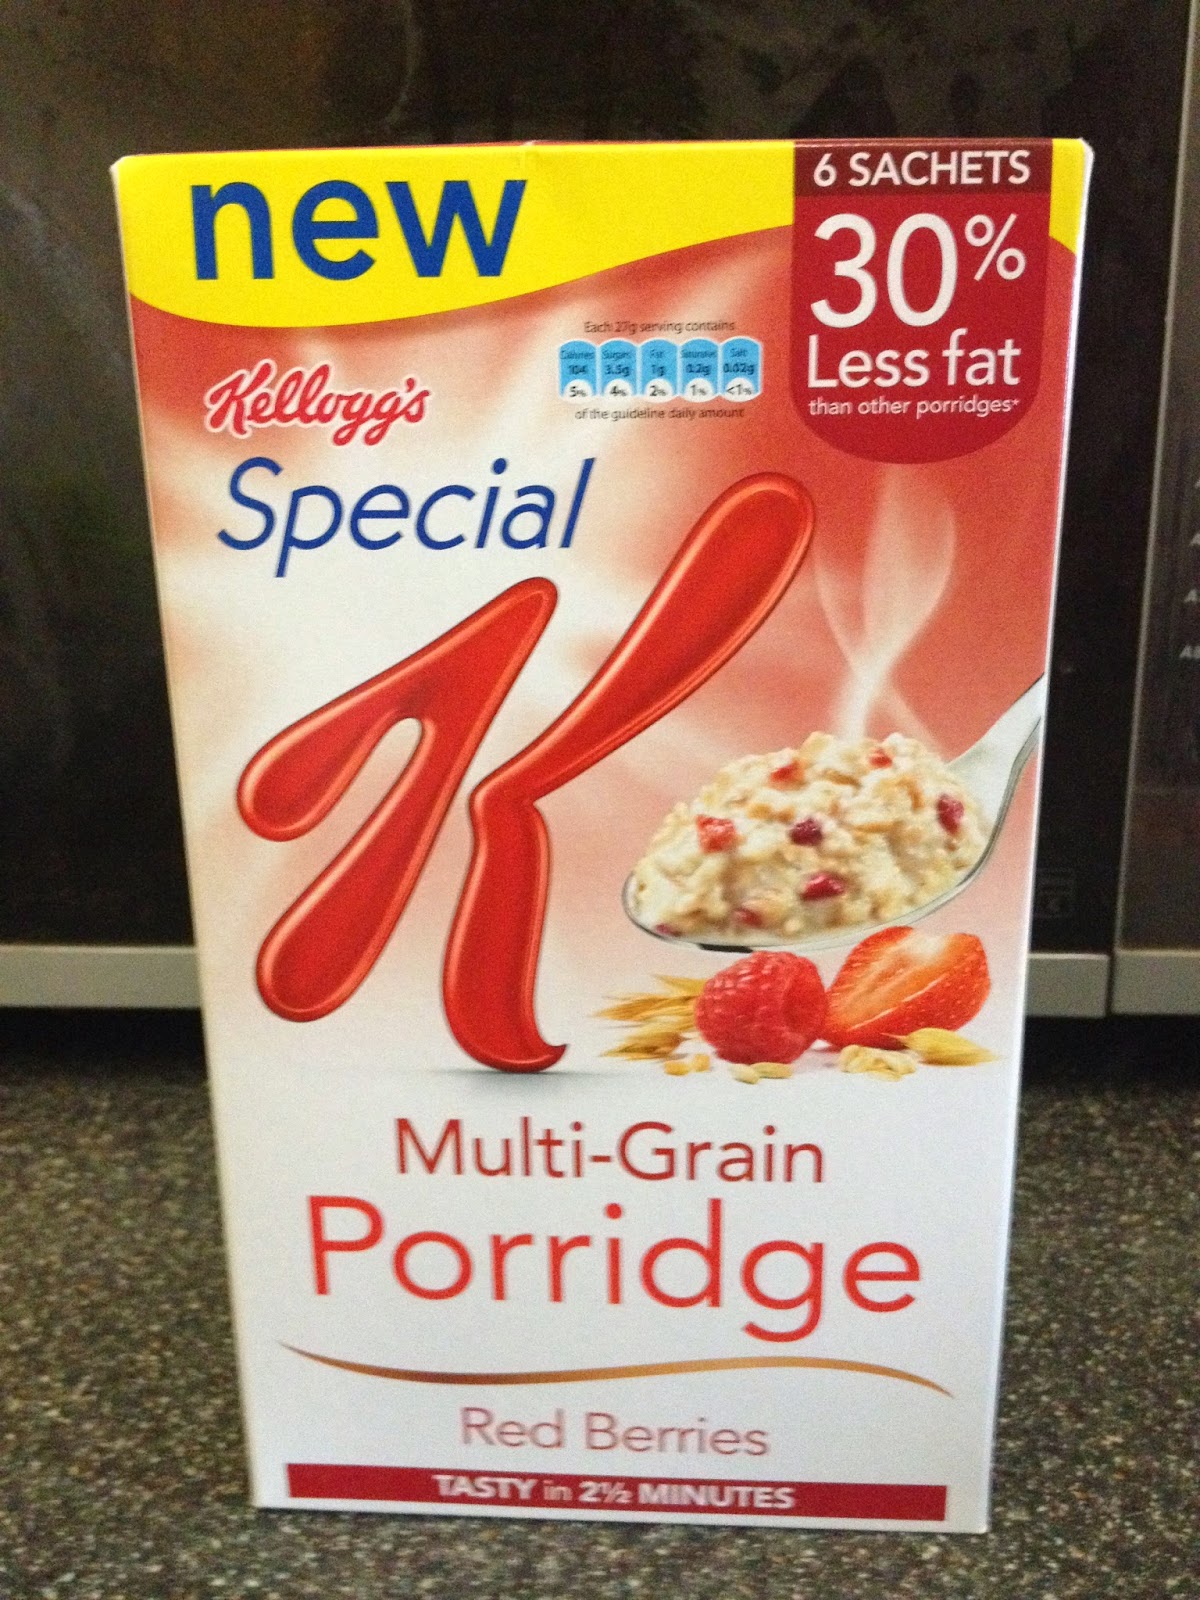 new
6 SACHETS
30%
Less fat
than other porridges*
Each 27g serving contains
Calories Sugars Fat Saturates Salt
104 3.5g 1g 0.2g 0.02g
5% 4% 2% 1% <1%
of the guideline daily amount
Kellogg's
Special
K
Multi-Grain
Porridge
Red Berries
TASTY in 2½ MINUTES